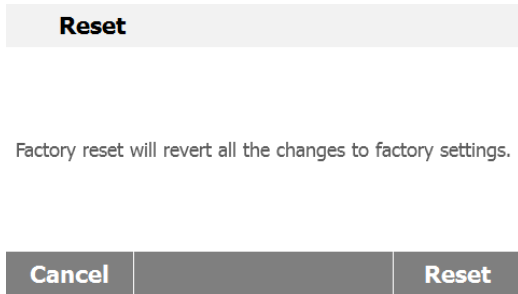 Reset
Factory reset will revert all the changes to factory settings.
Cancel
Reset